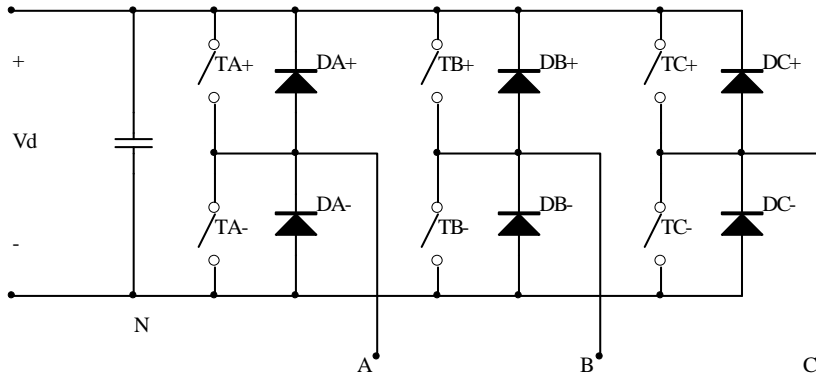 +
Vd
-
N
TA+
DA+
TB+
DB+
TC+
DC+
TA-
DA-
TB-
DB-
TC-
DC-
A
B
C